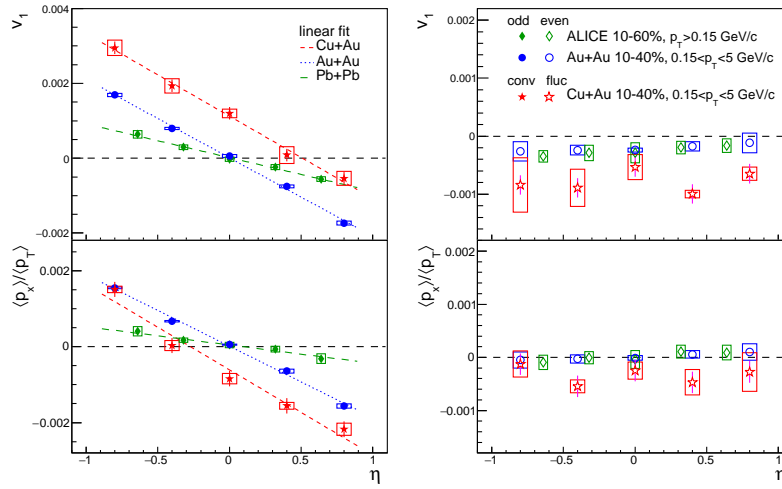 v1
0.004
0.002
0
−0.002
linear fit
Cu+Au
Au+Au
Pb+Pb
⟨px⟩/⟨pT⟩
0.002
0
−0.002
−1 −0.5 0 0.5 1
η
v1
0.002
0.001
0
−0.001
odd even
ALICE 10-60%, pT>0.15 GeV/c
Au+Au 10-40%, 0.15<pT<5 GeV/c
conv fluc
Cu+Au 10-40%, 0.15<pT<5 GeV/c
⟨px⟩/⟨pT⟩
0.002
0.001
0
−0.001
−1 −0.5 0 0.5 1
η